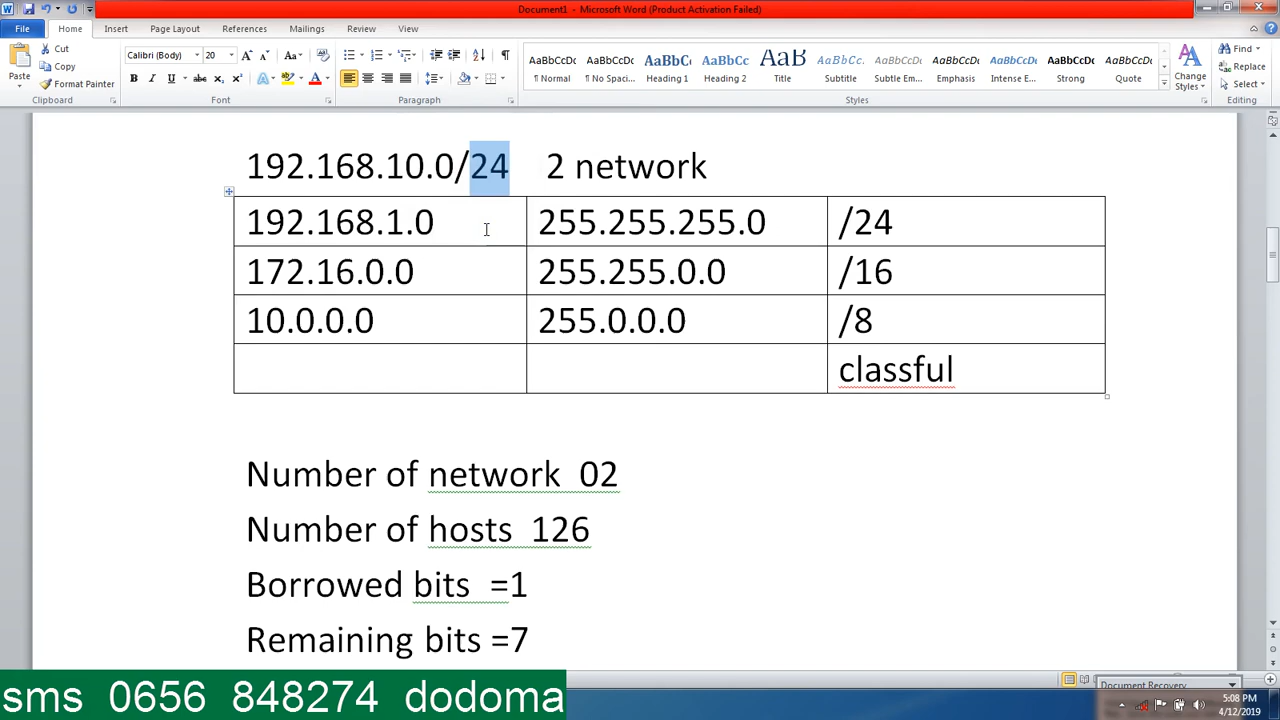 Document1 - Microsoft Word (Product Activation Failed)
File Home Insert Page Layout References Mailings Review View
Paste Cut Copy Format Painter Clipboard
Calibri (Body) 20 Font
Paragraph
AaBbCcDc ¶ Normal AaBbCcDc ¶ No Spaci... AaBbCc Heading 1 AaBbCc Heading 2 AaB Title AaBbCc. Subtitle AaBbCcDc Subtle Em... AaBbCcDc Emphasis AaBbCcDc Intense E... AaBbCcDc Strong AaBbCcDc Quote Change Styles Styles
Find Replace Select Editing
192.168.10.0/24 2 network
192.168.1.0 255.255.255.0 /24
172.16.0.0 255.255.0.0 /16
10.0.0.0 255.0.0.0 /8
classful
Number of network 02
Number of hosts 126
Borrowed bits =1
Remaining bits =7
sms 0656 848274 dodoma
Document Recovery
5:08 PM
4/12/2019